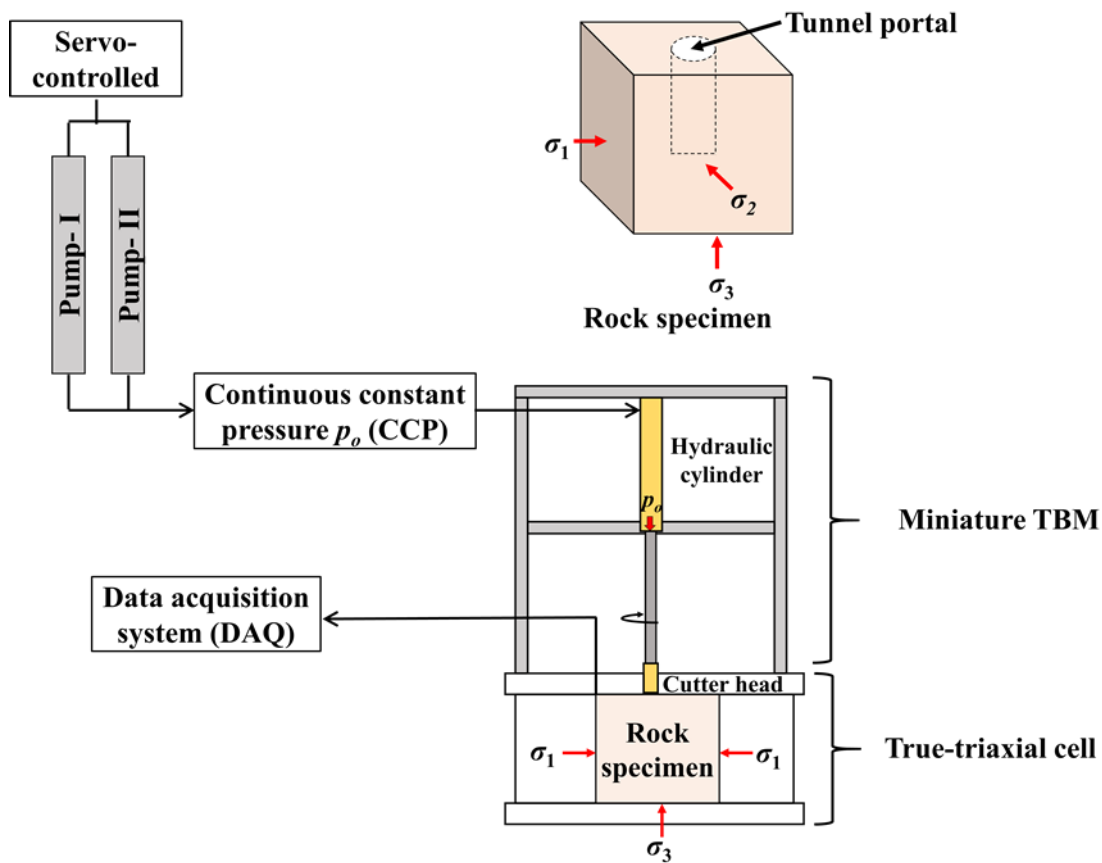 Servo-
controlled
Tunnel portal
σ1
σ2
σ3
Rock specimen
Pump- I
Pump- II
Continuous constant
pressure po (CCP)
Hydraulic
cylinder
po
Miniature TBM
Data acquisition
system (DAQ)
Cutter head
σ1
Rock
specimen
σ1
True-triaxial cell
σ3